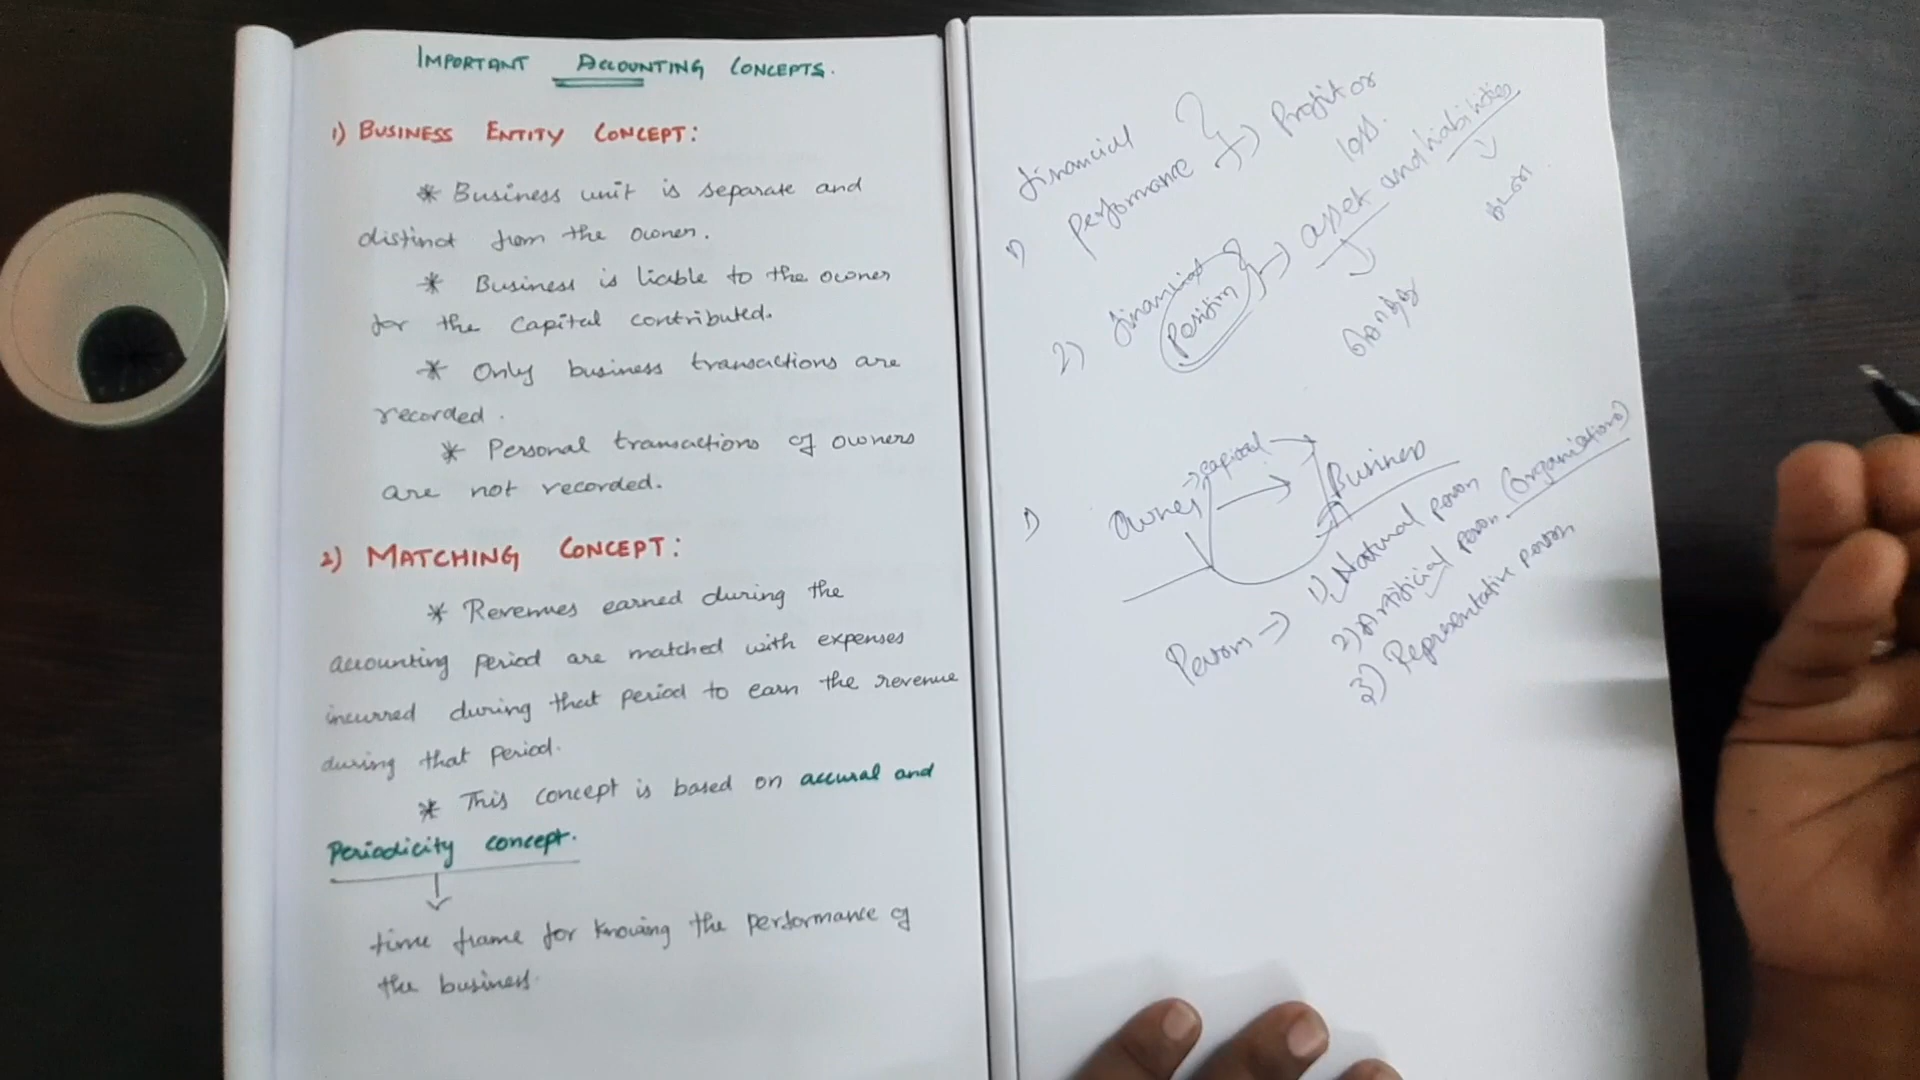 IMPORTANT ACCOUNTING CONCEPTS.
1) BUSINESS ENTITY CONCEPT:
* Business unit is separate and
distinct from the owner.
* Business is liable to the owner
for the Capital contributed.
* Only business transactions are
recorded.
* Personal transactions of owners
are not recorded.
2) MATCHING CONCEPT:
* Revenues earned during the
accounting period are matched with expenses
incurred during that period to earn the revenue
during that period.
* This concept is based on accural and
Periodicity concept.
↓
time frame for knowing the performance of
the business.
1) financial
performance } → Profit or
loss.
2) financial
Position } → asset and liabilities
கடன்
சொத்து
1) Owner → capital → Business
Person → 1) Natural person
2) Artificial person (Organisations)
3) Representative person